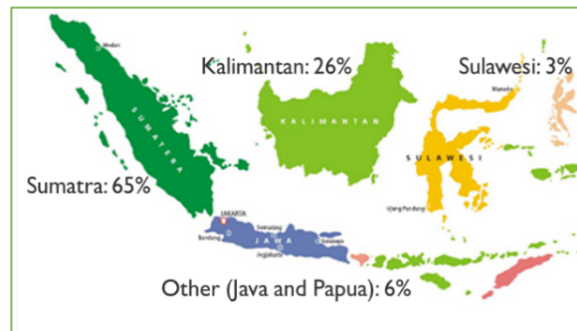 Medan
Kalimantan: 26%
Sulawesi: 3%
Manado
SUMATERA
KALIMANTAN
SULAWESI
Sumatra: 65%
Ujung Pandang
JAKARTA
Bandung
Semarang
JAWA
Jogjakarta
Other (Java and Papua): 6%